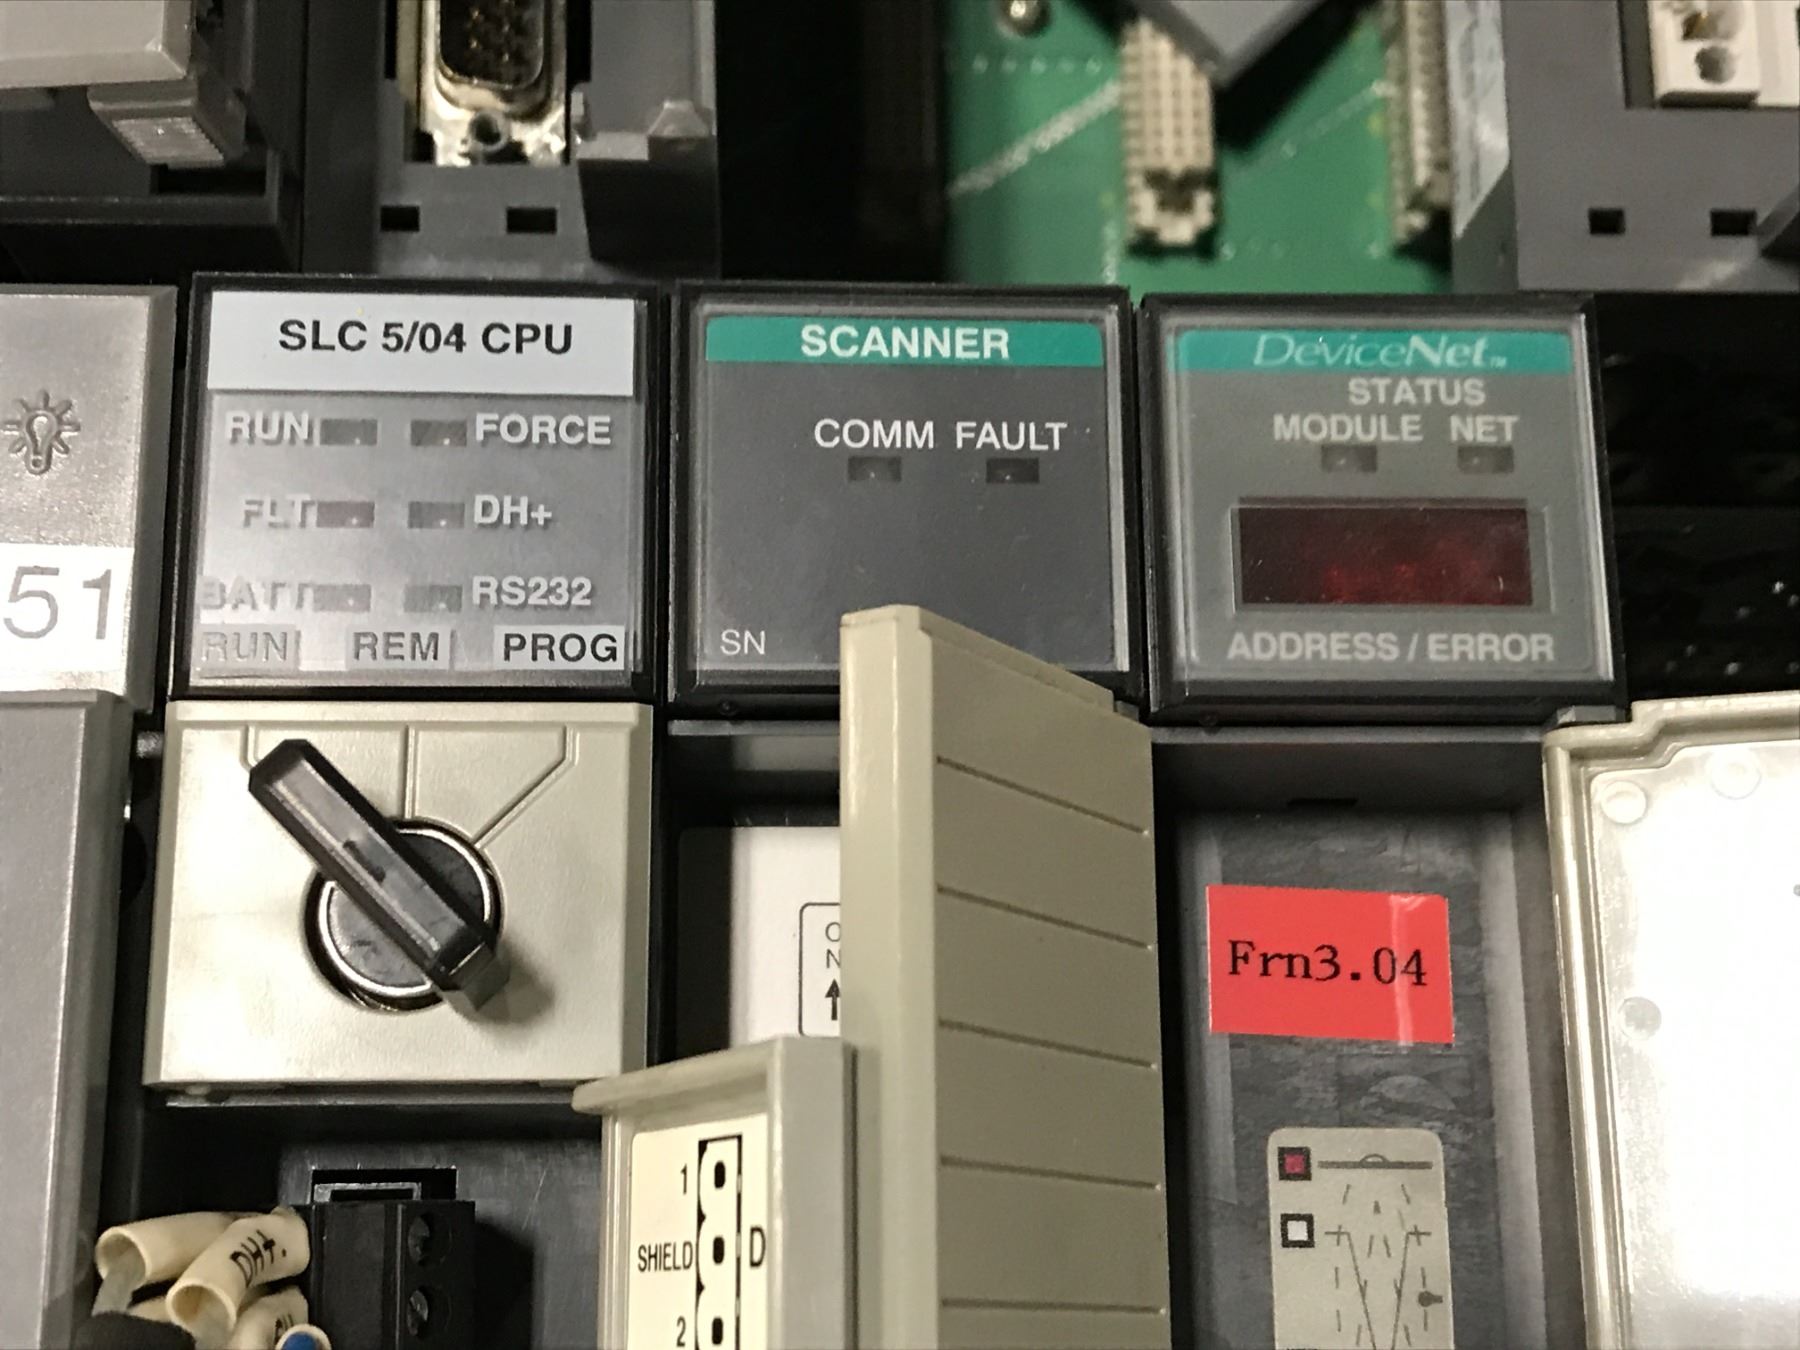 SLC 5/04 CPU
RUN FORCE
FLT DH+
BATT RS232
RUN REM PROG
SCANNER
COMM FAULT
SN
DeviceNet™
STATUS
MODULE NET
ADDRESS / ERROR
51
Frn3.04
1
SHIELD D
2
DH+